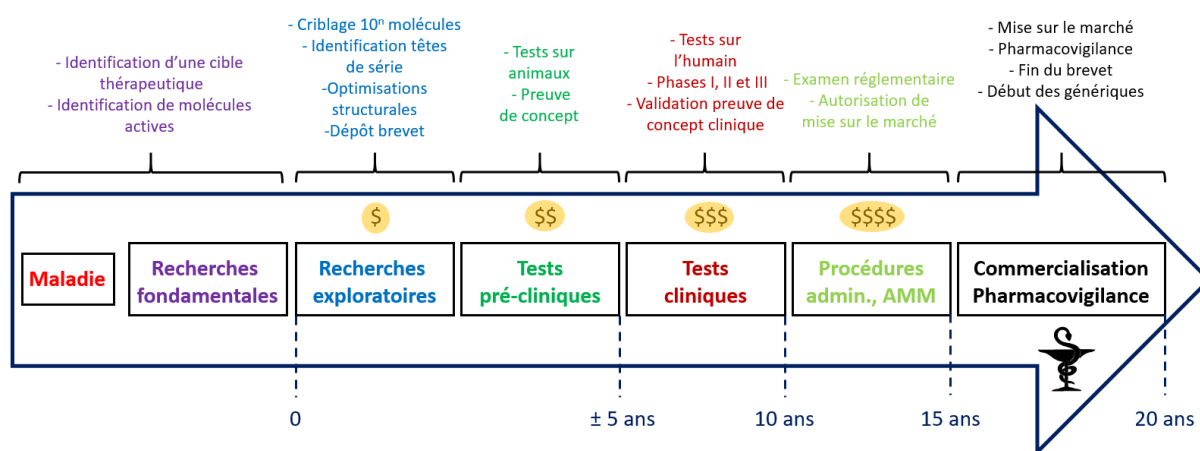 - Identification d'une cible
thérapeutique
- Identification de molécules
actives
- Criblage 10ⁿ molécules
- Identification têtes
de série
-Optimisations
structurales
-Dépôt brevet
- Tests sur
animaux
- Preuve
de concept
- Tests sur
l'humain
- Phases I, II et III
- Validation preuve de
concept clinique
- Examen réglementaire
- Autorisation de
mise sur le marché
- Mise sur le marché
- Pharmacovigilance
- Fin du brevet
- Début des génériques
$
$$
$$$
$$$$
Maladie
Recherches
fondamentales
Recherches
exploratoires
Tests
pré-cliniques
Tests
cliniques
Procédures
admin., AMM
Commercialisation
Pharmacovigilance
0
± 5 ans
10 ans
15 ans
20 ans